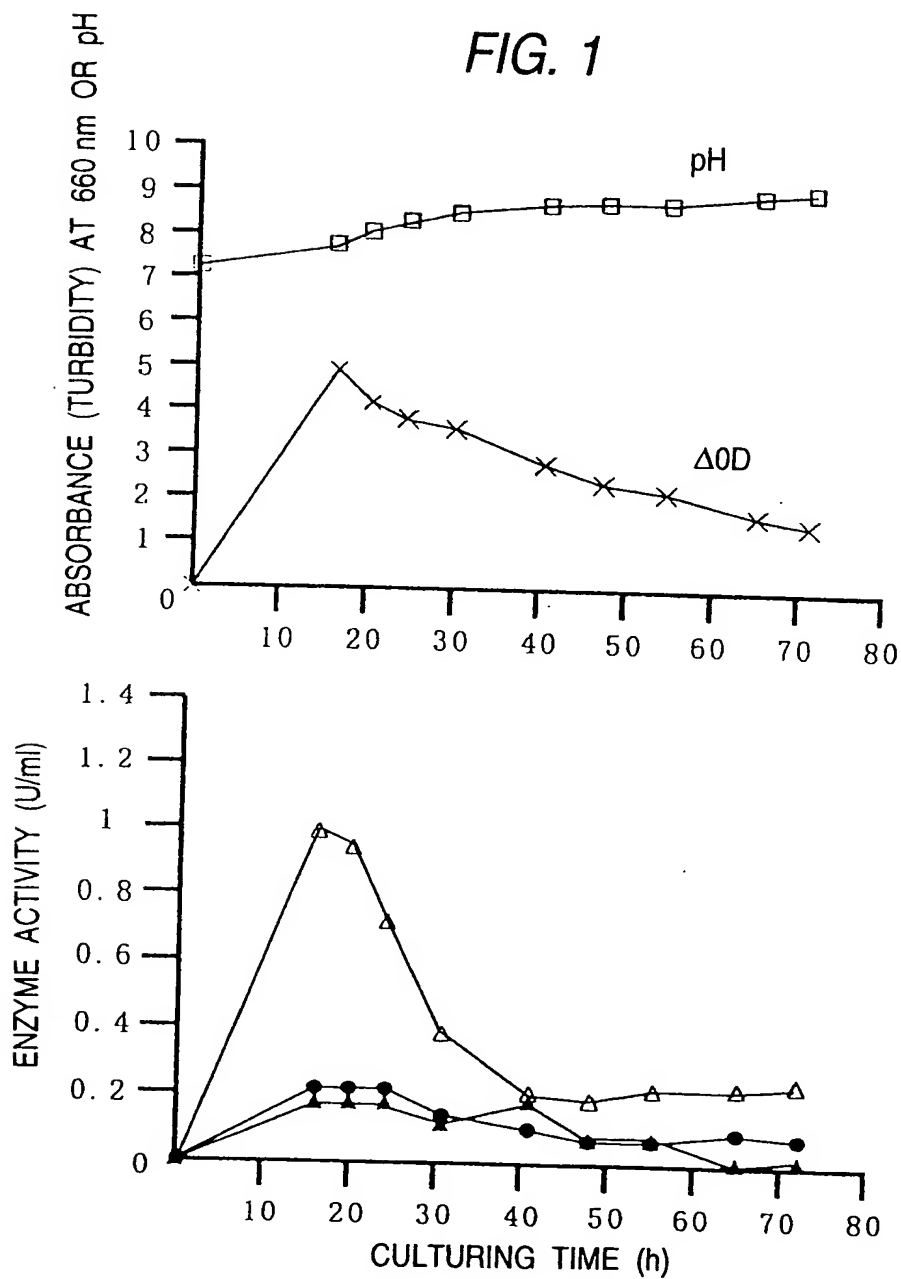 FIG. 1
ABSORBANCE (TURBIDITY) AT 660 nm OR pH
10
9
8
7
6
5
4
3
2
1
0
pH
ΔOD
10 20 30 40 50 60 70 80
ENZYME ACTIVITY (U/ml)
1.4
1.2
1
0.8
0.6
0.4
0.2
0
10 20 30 40 50 60 70 80
CULTURING TIME (h)